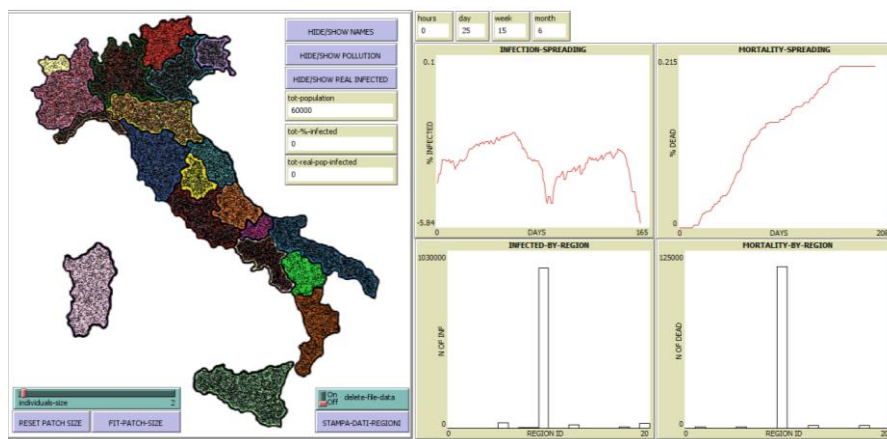 HIDE/SHOW NAMES
HIDE/SHOW POLLUTION
HIDE/SHOW REAL INFECTED
tot-population
60000
tot-%-infected
0
tot-real-pop-infected
0
individuals-size
2
On
Off
delete-file-data
RESET PATCH SIZE
FIT-PATCH-SIZE
STAMPA-DATI-REGIONI
hours
0
day
25
week
15
month
6
INFECTION-SPREADING
0.1
% INFECTED
-5.84
0
DAYS
165
MORTALITY-SPREADING
0.215
% DEAD
0
0
DAYS
208
INFECTED-BY-REGION
1030000
N OF INF
0
0
REGION ID
20
MORTALITY-BY-REGION
125000
N OF DEAD
0
0
REGION ID
20